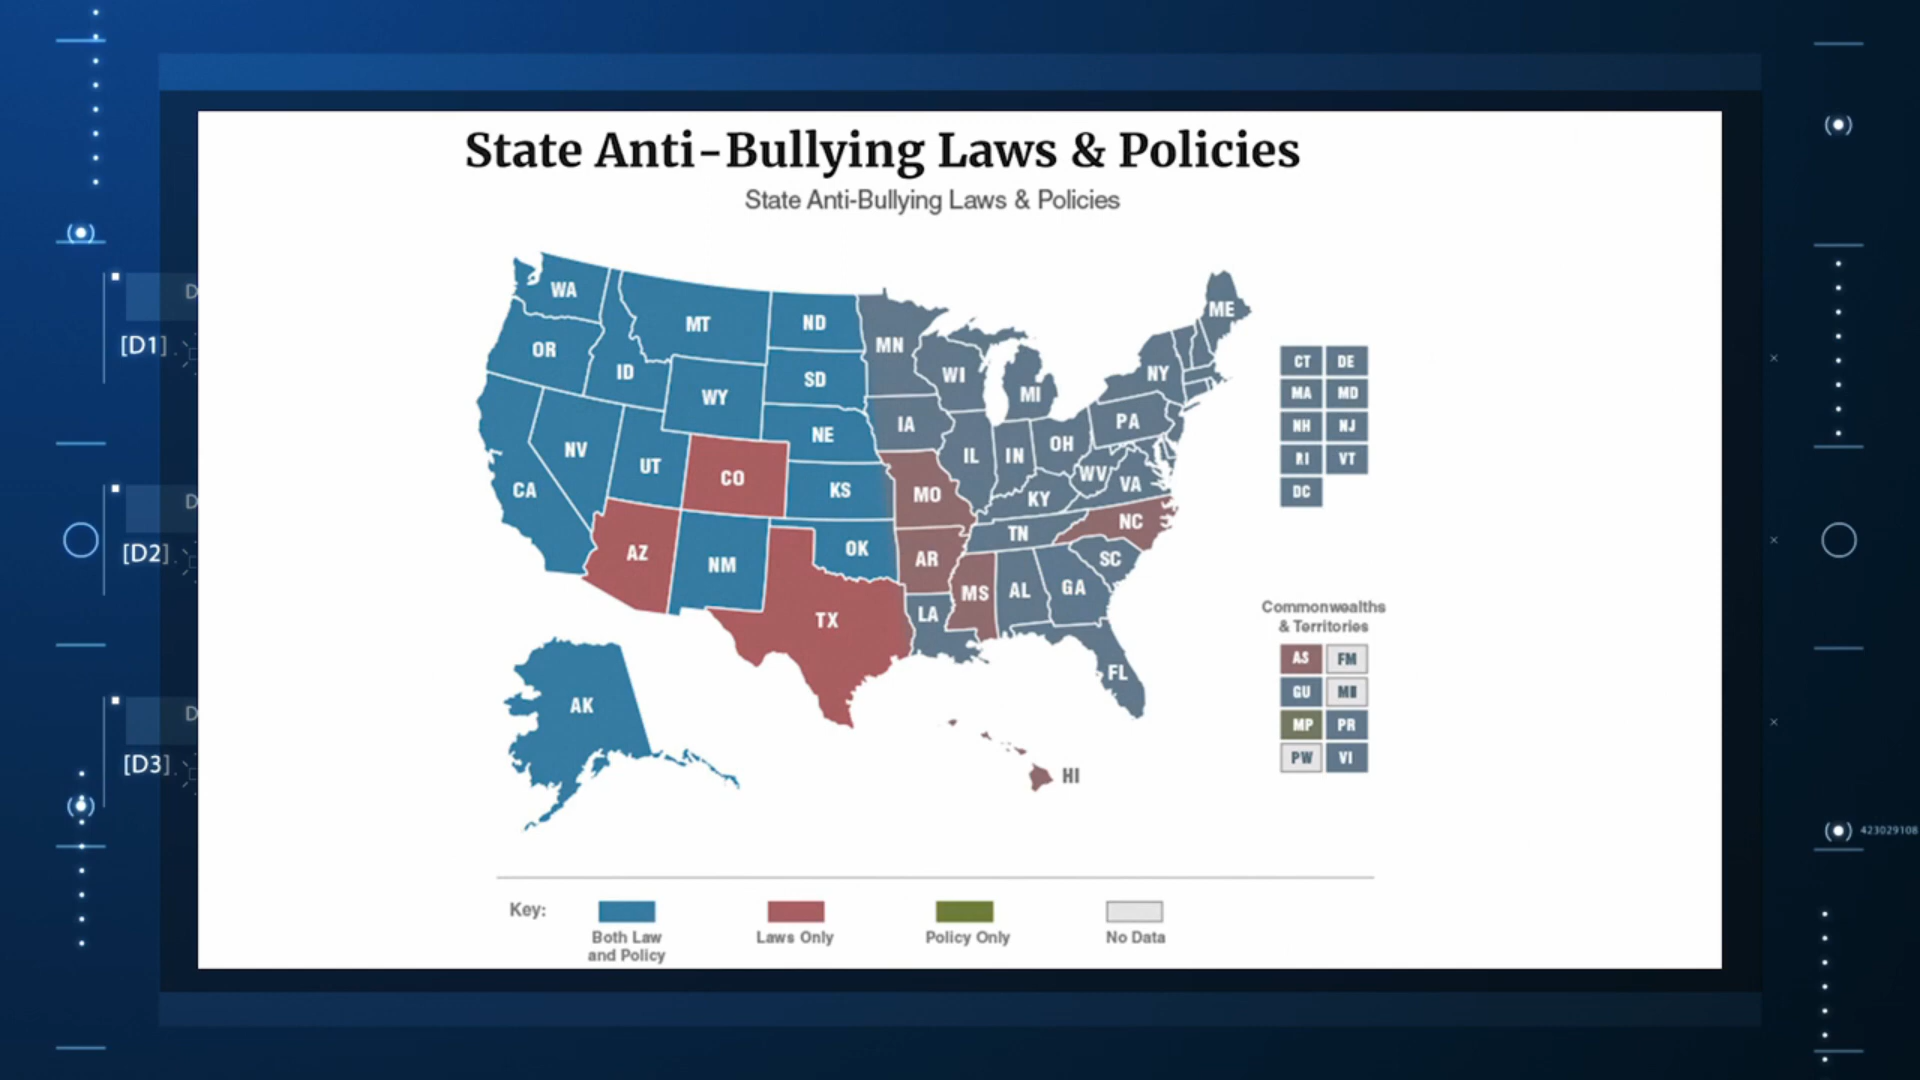 State Anti-Bullying Laws & Policies
State Anti-Bullying Laws & Policies
WA
MT
ND
MN
ME
OR
ID
SD
WI
NY
WY
MI
CT DE
MA MD
NH NJ
RI VT
DC
NE
IA
PA
NV
UT
CO
KS
IL
IN
OH
CA
MO
KY
WV
VA
AZ
NM
OK
AR
TN
NC
SC
TX
LA
MS
AL
GA
FL
AK
HI
Commonwealths
& Territories
AS FM
GU MH
MP PR
PW VI
Key:
Both Law
and Policy
Laws Only
Policy Only
No Data
D
[D1]
D
[D2]
D
[D3]
423029108